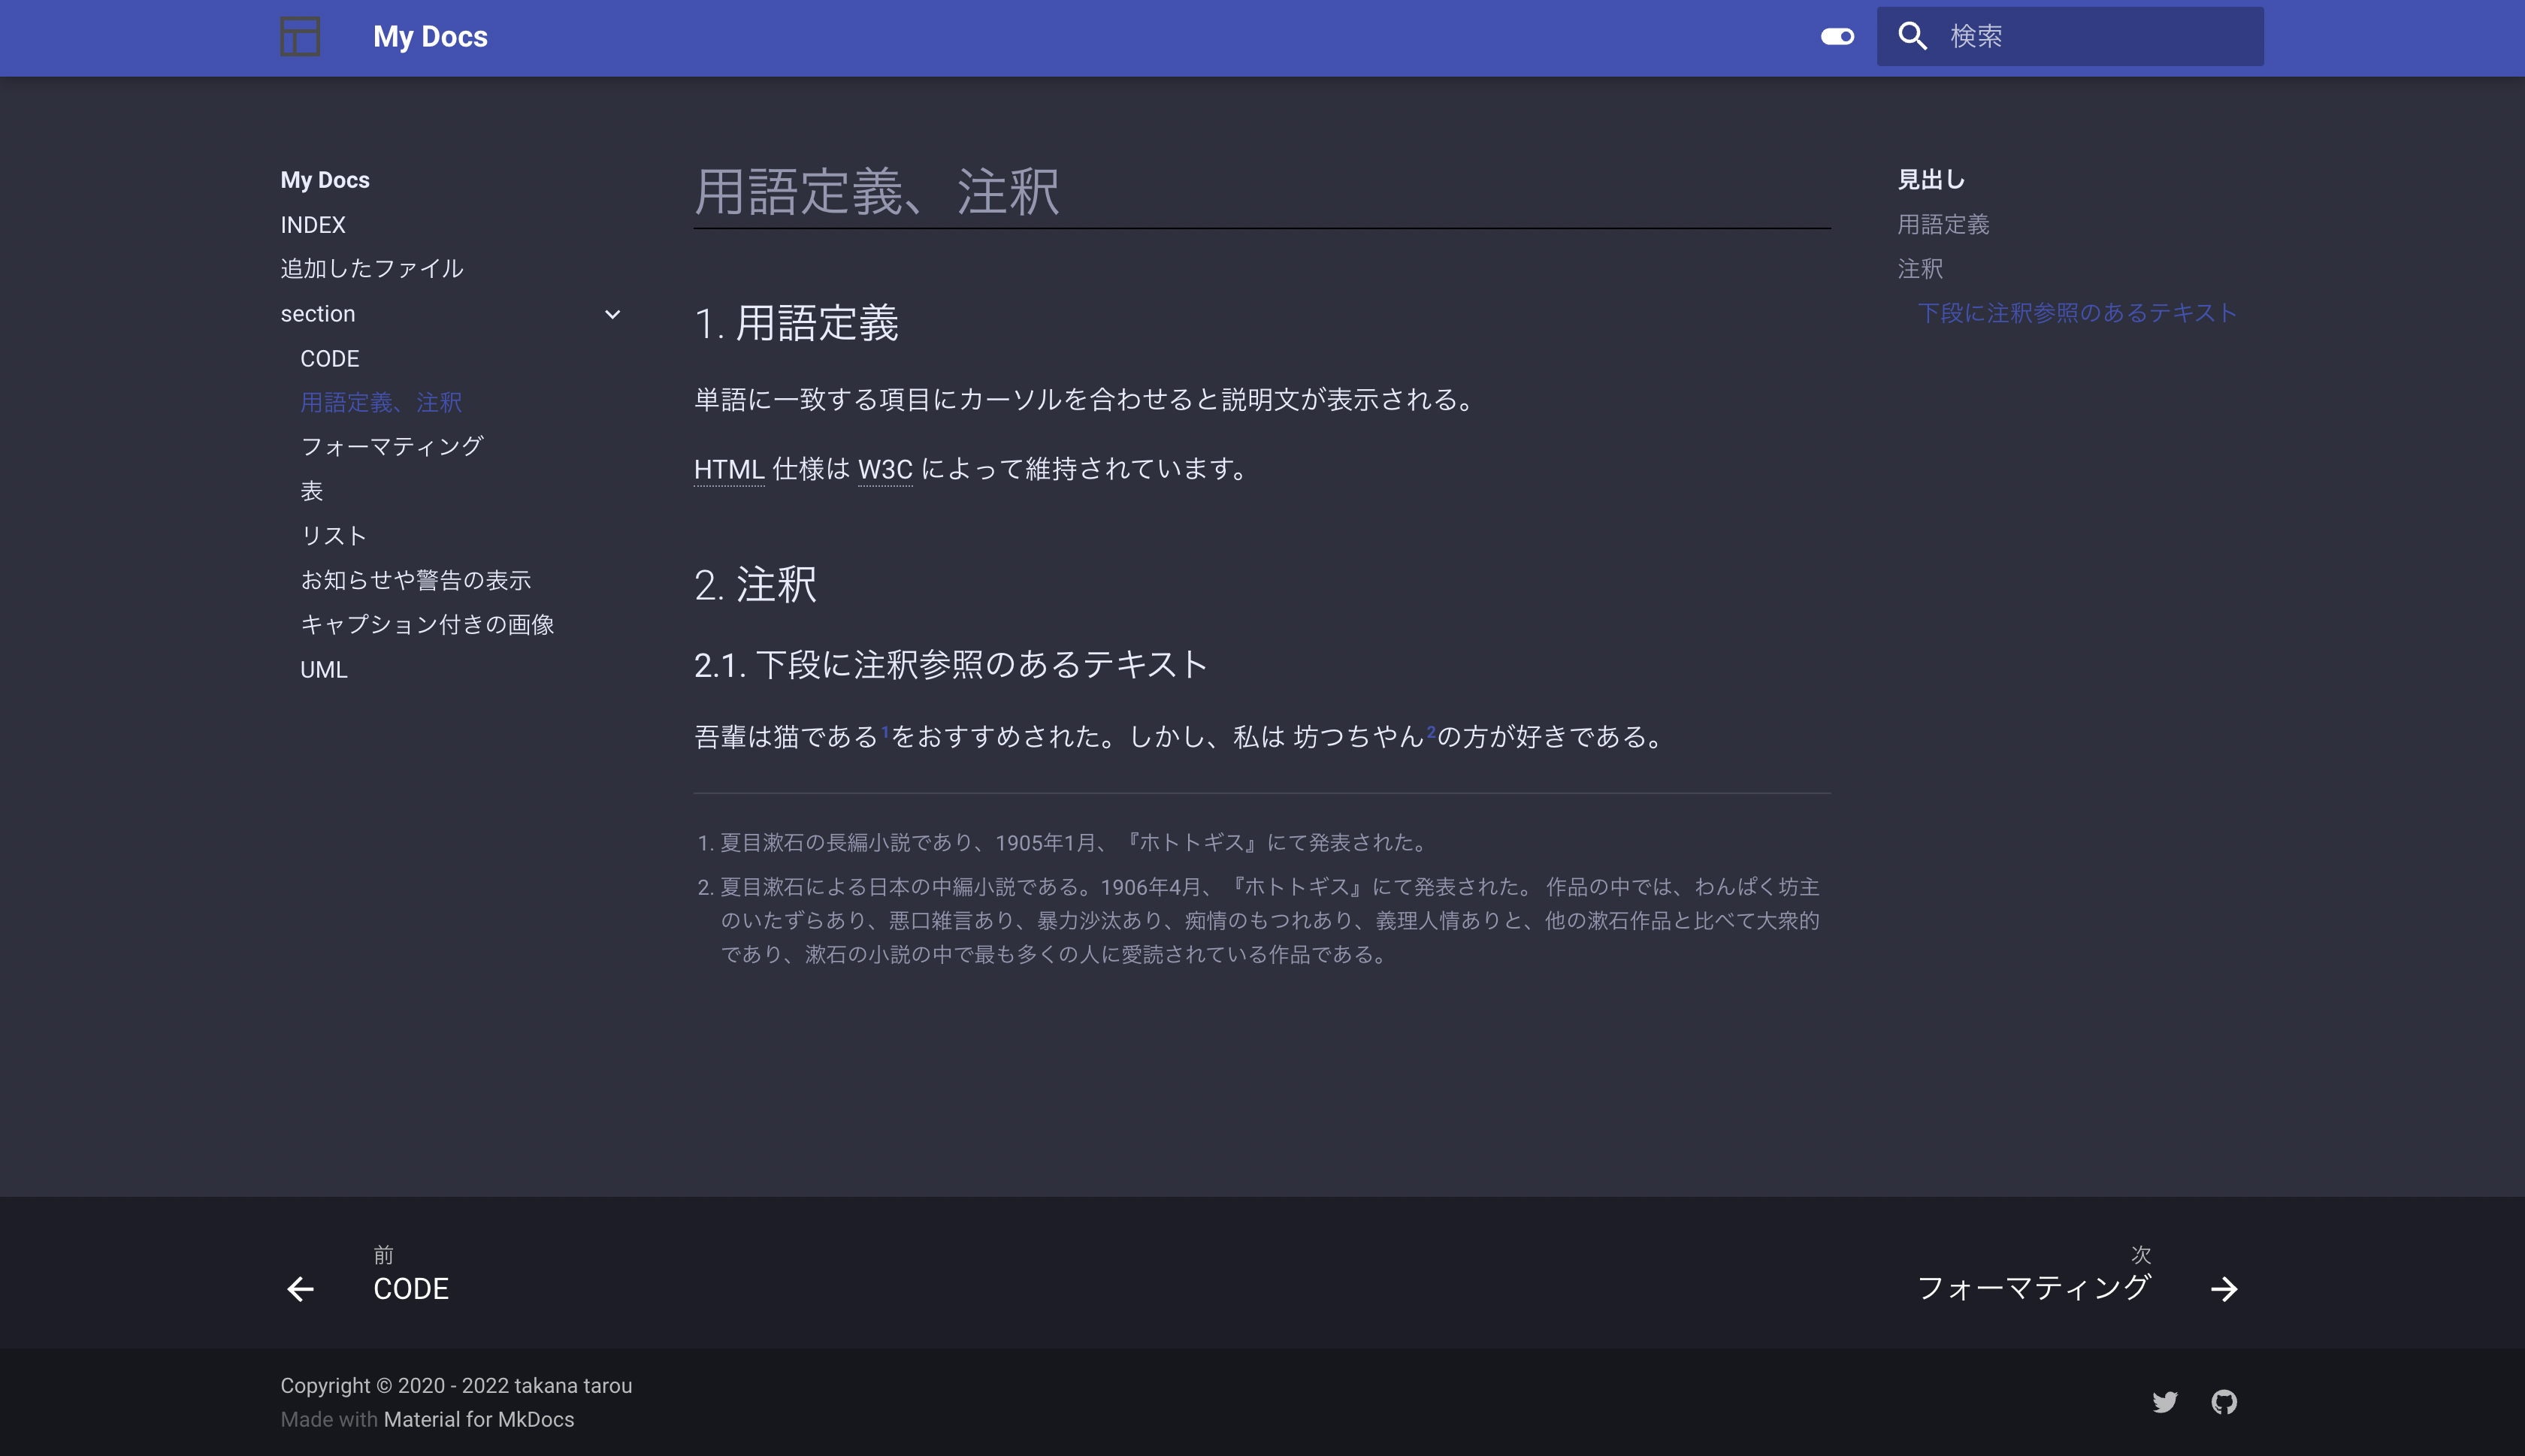 My Docs
検索
My Docs
INDEX
追加したファイル
section
CODE
用語定義、注釈
フォーマティング
表
リスト
お知らせや警告の表示
キャプション付きの画像
UML
用語定義、注釈
1. 用語定義
単語に一致する項目にカーソルを合わせると説明文が表示される。
HTML 仕様は W3C によって維持されています。
2. 注釈
2.1. 下段に注釈参照のあるテキスト
吾輩は猫である1をおすすめされた。しかし、私は 坊つちやん2の方が好きである。
1. 夏目漱石の長編小説であり、1905年1月、『ホトトギス』にて発表された。
2. 夏目漱石による日本の中編小説である。1906年4月、『ホトトギス』にて発表された。 作品の中では、わんぱく坊主
のいたずらあり、悪口雑言あり、暴力沙汰あり、痴情のもつれあり、義理人情ありと、他の漱石作品と比べて大衆的
であり、漱石の小説の中で最も多くの人に愛読されている作品である。
見出し
用語定義
注釈
下段に注釈参照のあるテキスト
前
CODE
次
フォーマティング
Copyright © 2020 - 2022 takana tarou
Made with Material for MkDocs